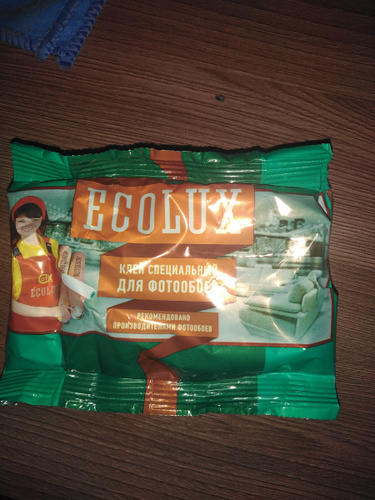 ECOLUX
КЛЕЙ СПЕЦИАЛЬНЫЙ
ДЛЯ ФОТООБОЕВ
РЕКОМЕНДОВАНО
ПРОИЗВОДИТЕЛЯМИ ФОТООБОЕВ
ECOLUX